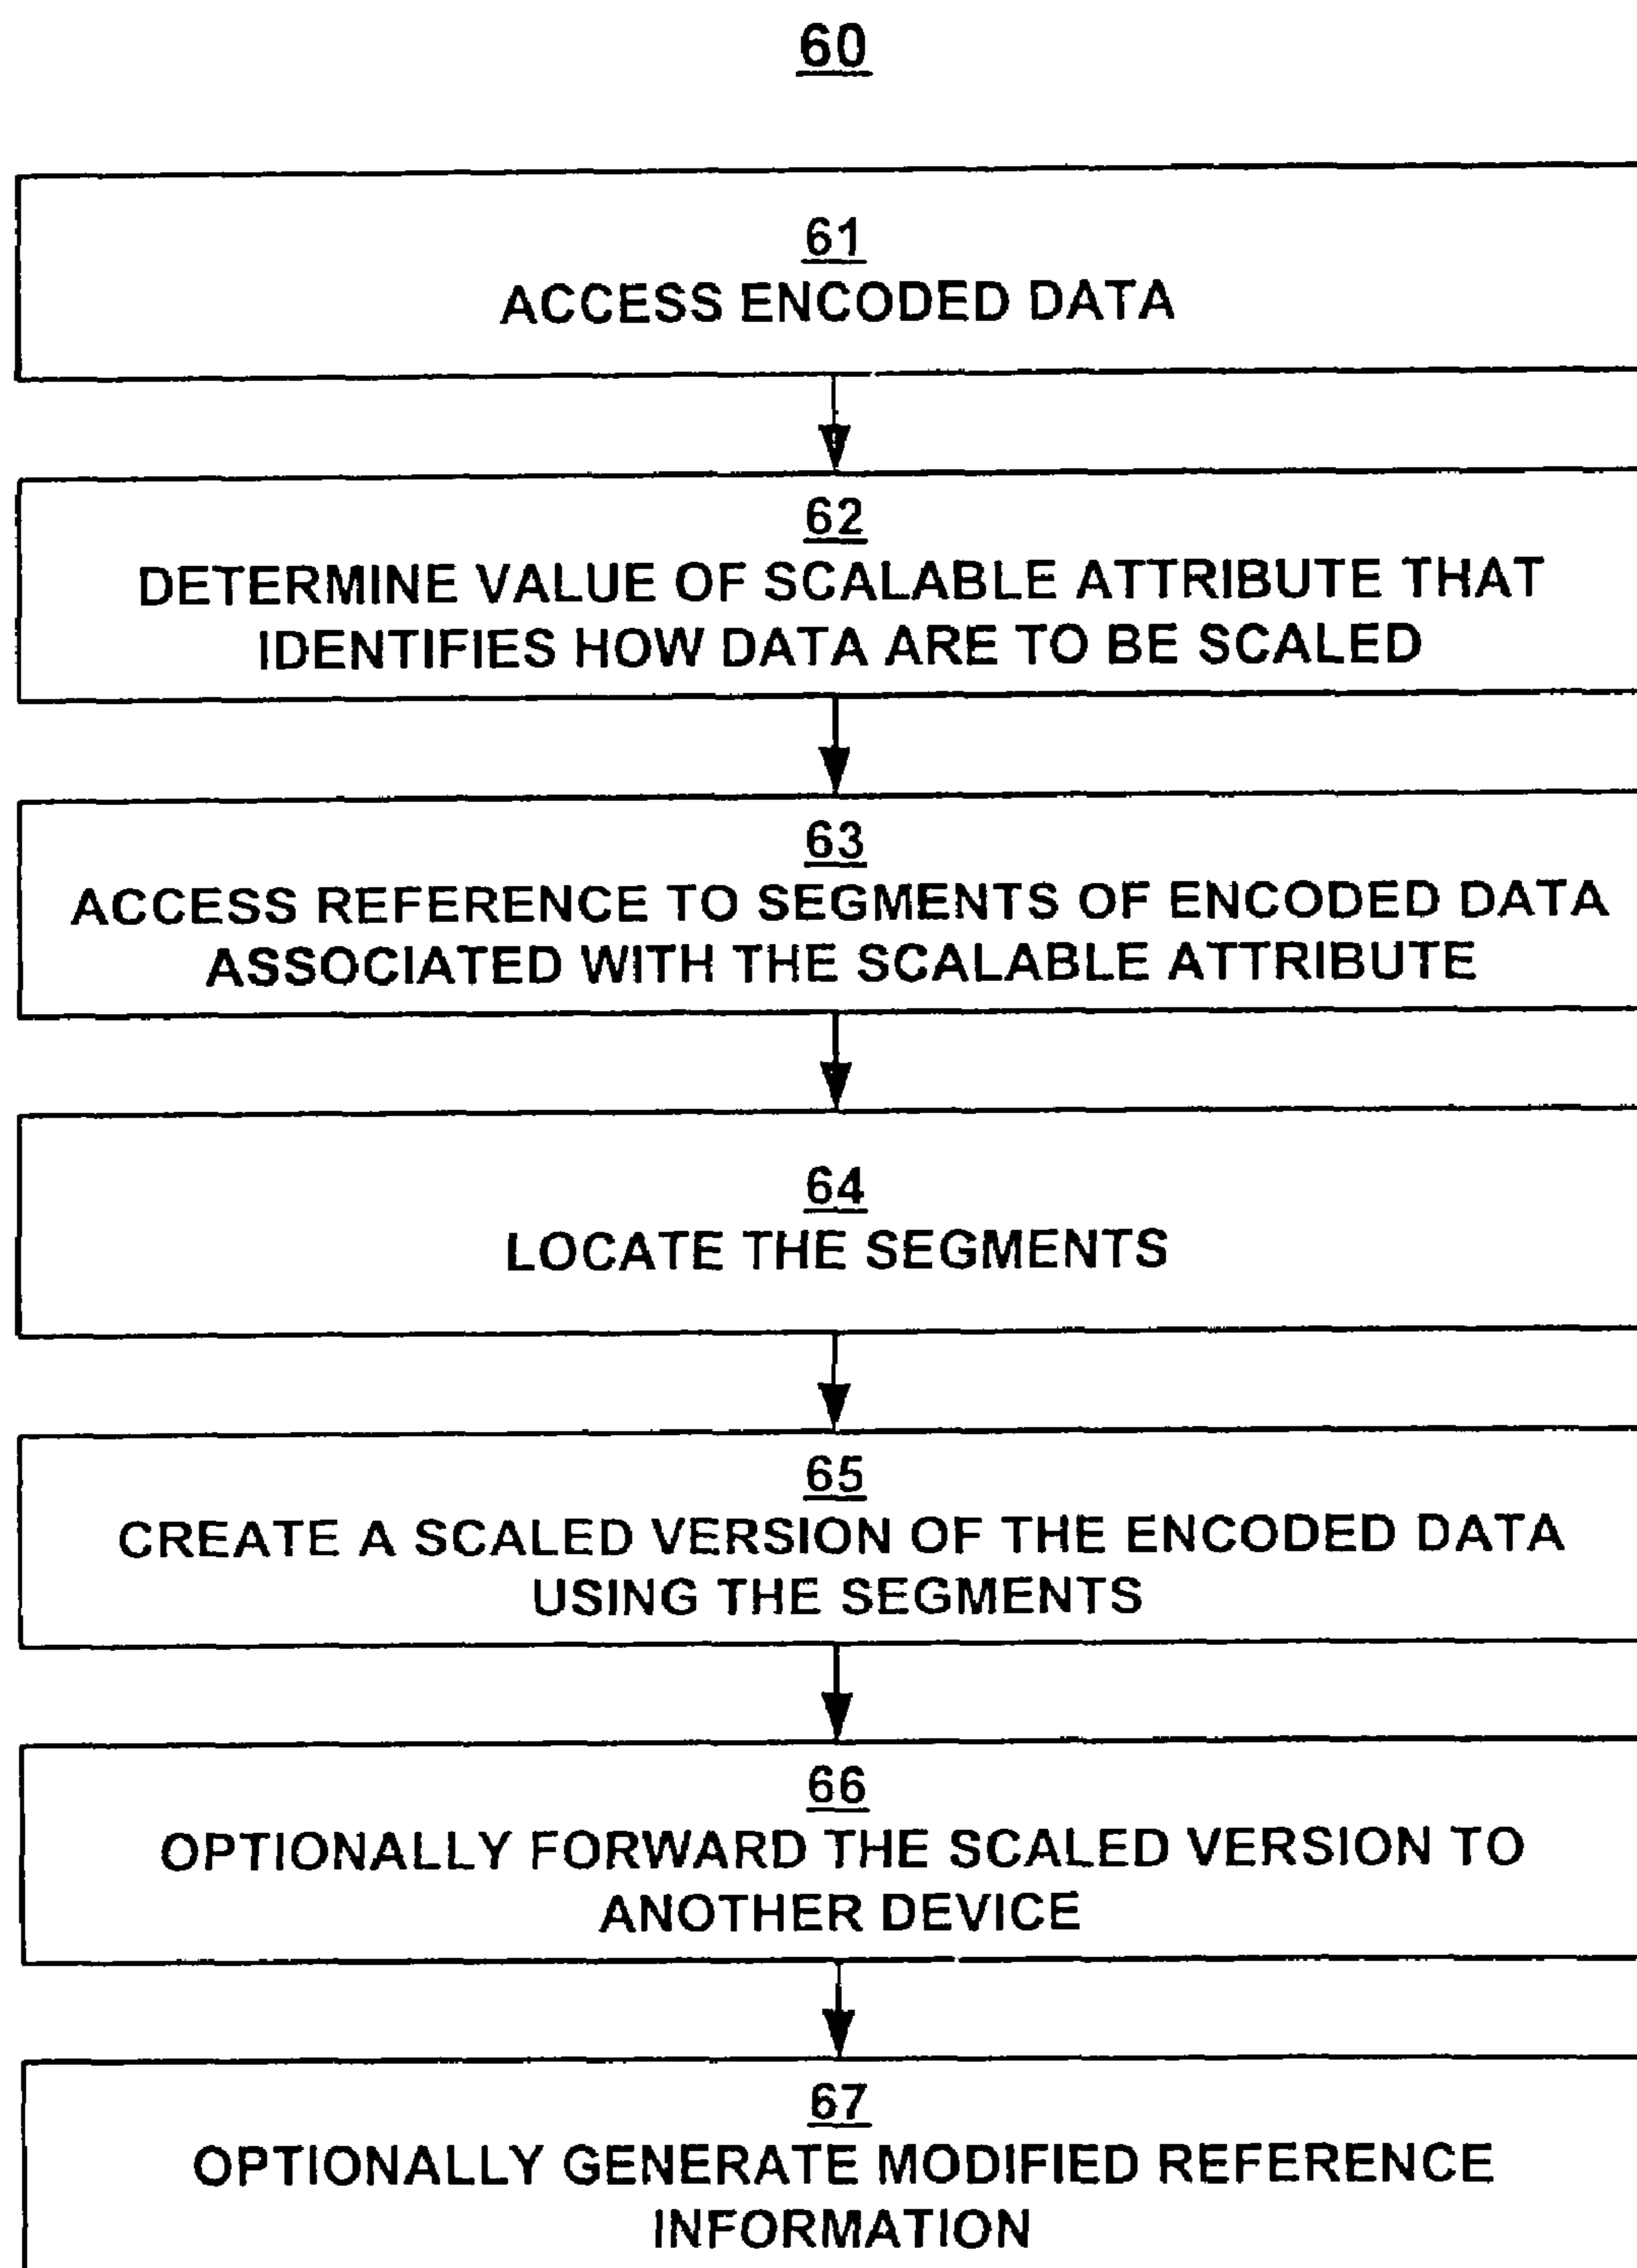 60
61
ACCESS ENCODED DATA
62
DETERMINE VALUE OF SCALABLE ATTRIBUTE THAT
IDENTIFIES HOW DATA ARE TO BE SCALED
63
ACCESS REFERENCE TO SEGMENTS OF ENCODED DATA
ASSOCIATED WITH THE SCALABLE ATTRIBUTE
64
LOCATE THE SEGMENTS
65
CREATE A SCALED VERSION OF THE ENCODED DATA
USING THE SEGMENTS
66
OPTIONALLY FORWARD THE SCALED VERSION TO
ANOTHER DEVICE
67
OPTIONALLY GENERATE MODIFIED REFERENCE
INFORMATION